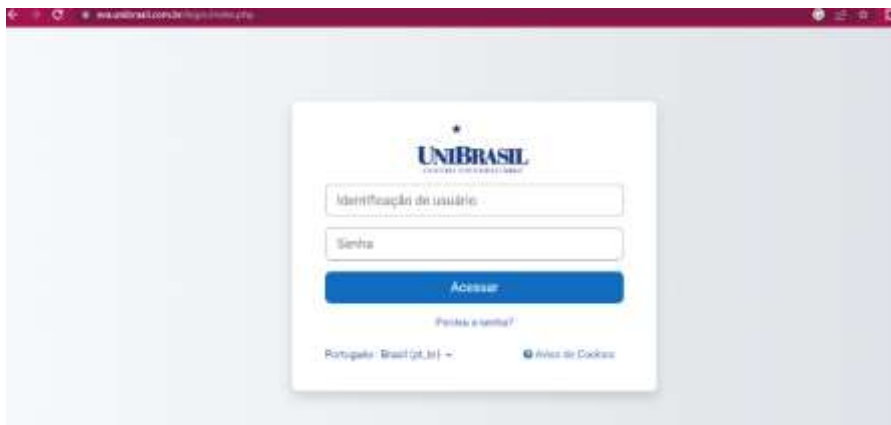 UNIBRASIL
Identificação de usuário
Senha
Acessar
Perdeu a senha?
Português - Brasil (pt_br)
Aviso de Cookies